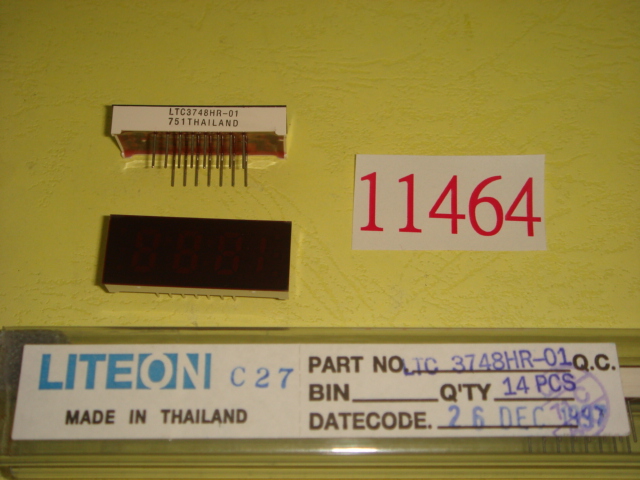 LTC3748HR-01
751THAILAND
11464
LITEON C27
MADE IN THAILAND
PART NO. LTC 3748HR-01 Q.C.
BIN Q'TY 14 PCS
DATECODE. 26 DEC 1997